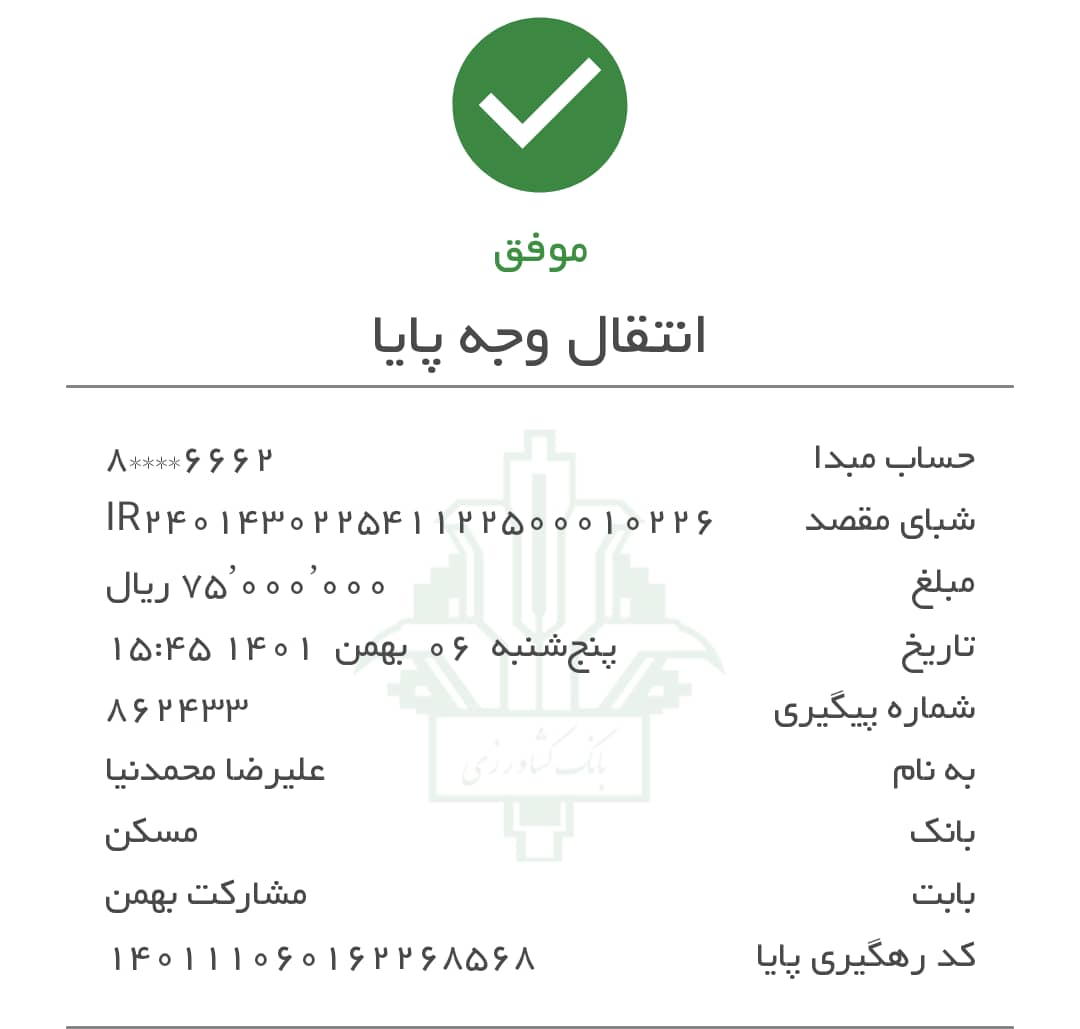 موفق
انتقال وجه پایا
حساب مبدا ۸****۶۶۶۲
شبای مقصد IR۲۴۰۱۴۳۰۲۲۵۴۱۱۲۲۵۰۰۰۱۰۲۲۶
مبلغ ۷۵٬۰۰۰٬۰۰۰ ریال
تاریخ پنج‌شنبه ۰۶ بهمن ۱۴۰۱ ۱۵:۴۵
شماره پیگیری ۸۶۲۴۳۳
بانک کشاورزی
به نام علیرضا محمدنیا
بانک مسکن
بابت مشارکت بهمن
کد رهگیری پایا ۱۴۰۱۱۱۰۶۰۱۶۲۲۶۸۵۶۸